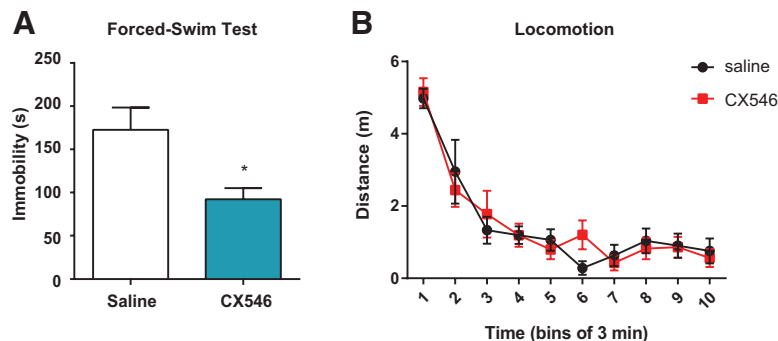 A
Forced-Swim Test
Immobility (s)
250
200
150
100
50
0
*
Saline
CX546
B
Locomotion
saline
CX546
Distance (m)
6
4
2
0
1
2
3
4
5
6
7
8
9
10
Time (bins of 3 min)